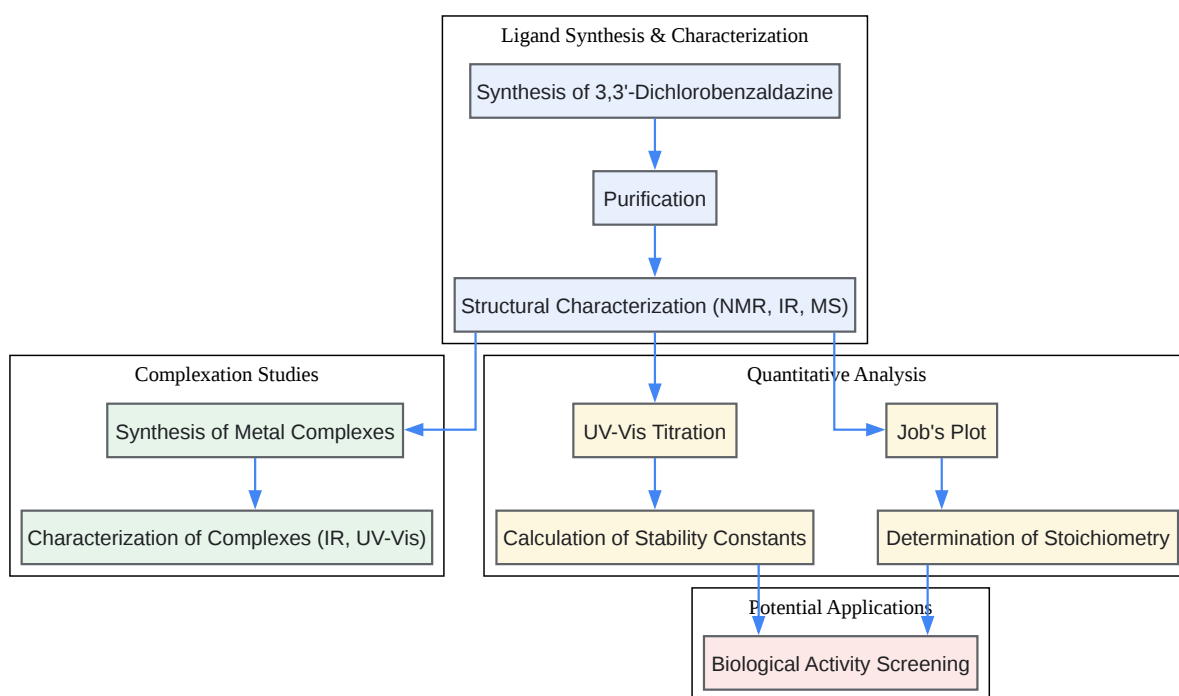 Ligand Synthesis & Characterization
Synthesis of 3,3'-Dichlorobenzaldazine
Purification
Structural Characterization (NMR, IR, MS)
Complexation Studies
Synthesis of Metal Complexes
Characterization of Complexes (IR, UV-Vis)
Quantitative Analysis
UV-Vis Titration
Job's Plot
Calculation of Stability Constants
Determination of Stoichiometry
Potential Applications
Biological Activity Screening